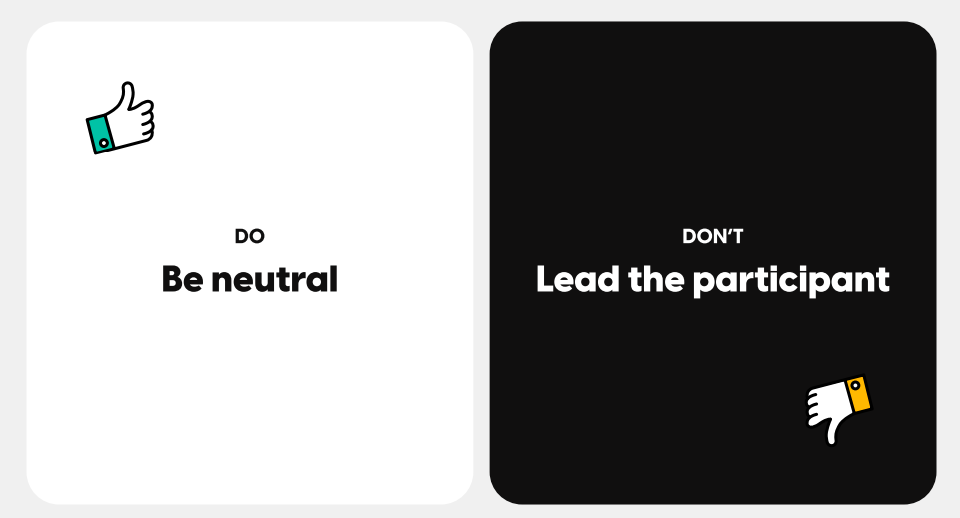 DO
Be neutral
DON’T
Lead the participant